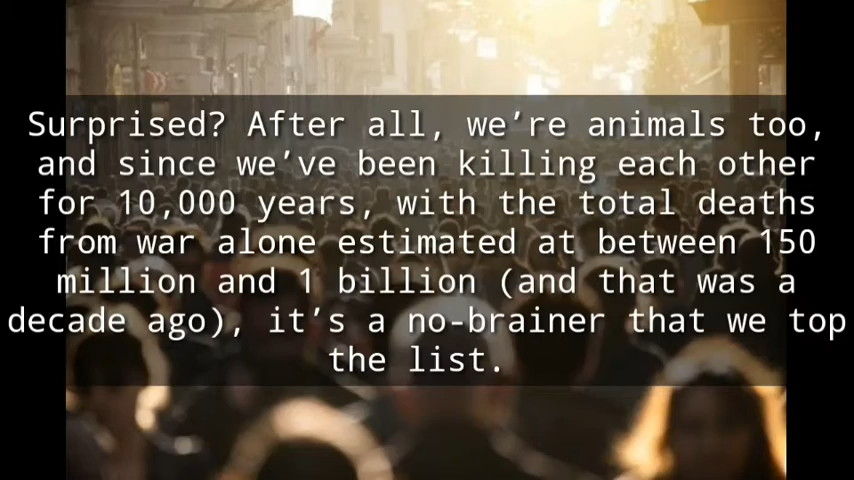 Surprised? After all, we’re animals too,
and since we’ve been killing each other
for 10,000 years, with the total deaths
from war alone estimated at between 150
million and 1 billion (and that was a
decade ago), it’s a no-brainer that we top
the list.